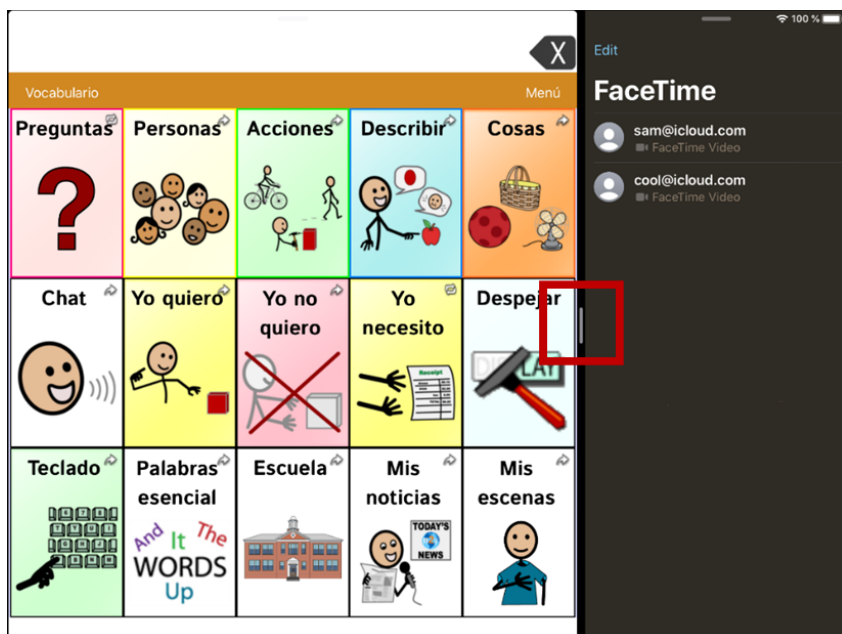 100 %
X
Edit
Vocabulario
Menú
FaceTime
sam@icloud.com
FaceTime Video
cool@icloud.com
FaceTime Video
Preguntas
Personas
Acciones
Describir
Cosas
?
Chat
Yo quiero
Yo no
quiero
Yo
necesito
Receipt
Despejar
Teclado
Palabras
esencial
And It The
WORDS
Up
Escuela
Mis
noticias
TODAY'S
NEWS
Mis
escenas